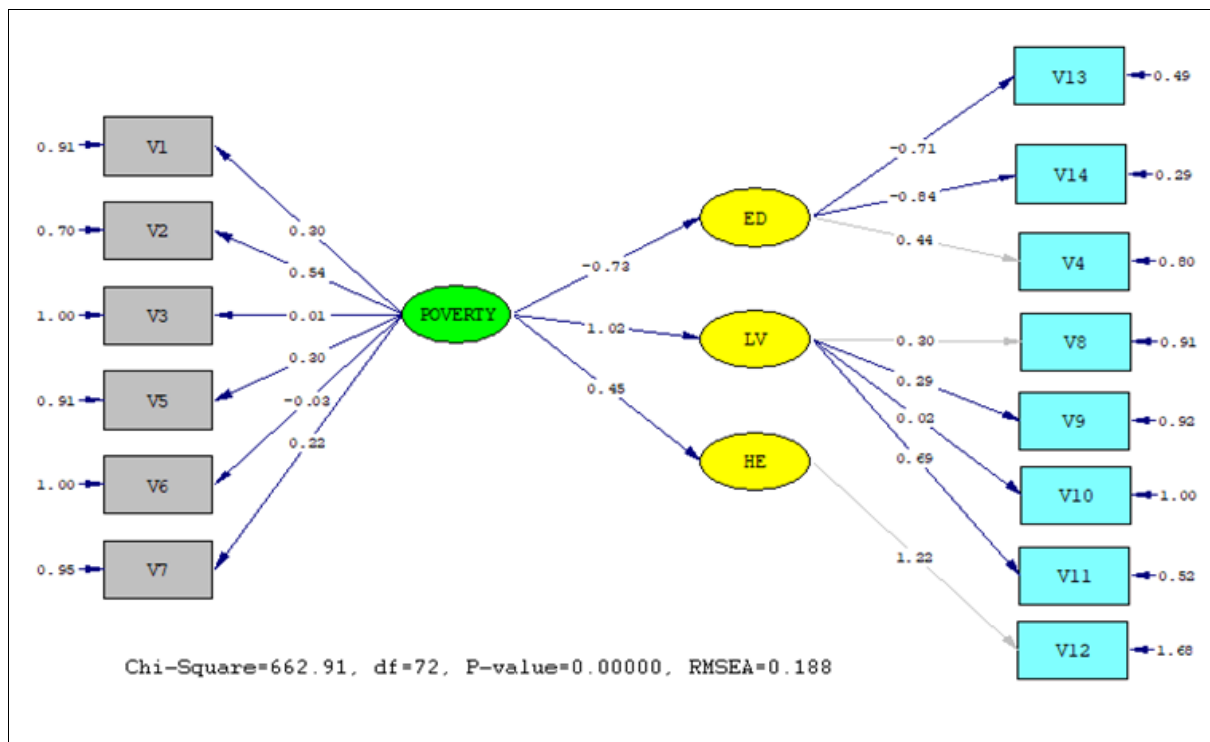 0.91 V1
0.70 V2
1.00 V3
0.91 V5
1.00 V6
0.95 V7
0.30
0.54
0.01
0.30
-0.03
0.22
POVERTY
-0.73
1.02
0.45
ED
LV
HE
-0.71
-0.84
0.44
0.30
0.29
0.02
0.69
1.22
V13 0.49
V14 0.29
V4 0.80
V8 0.91
V9 0.92
V10 1.00
V11 0.52
V12 1.68
Chi-Square=662.91, df=72, P-value=0.00000, RMSEA=0.188